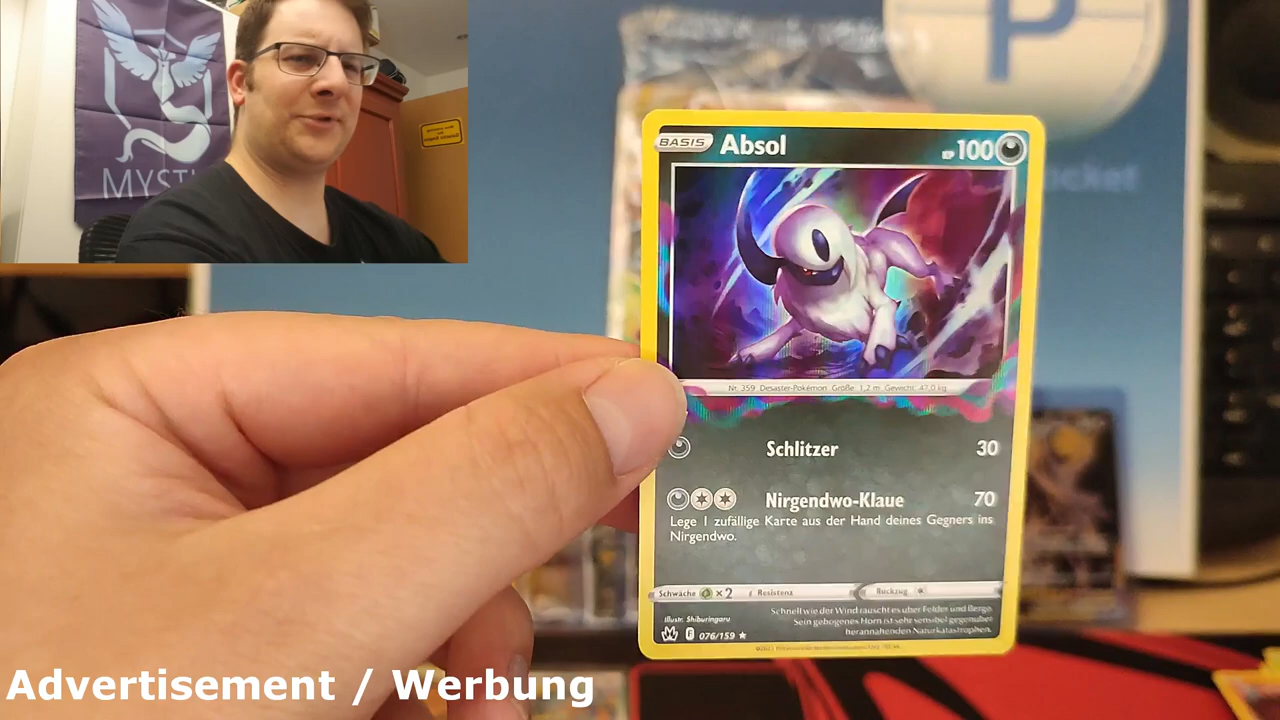 MYSTI
BASIS Absol KP 100
Nr. 359 Desaster-Pokémon Größe: 1,2 m Gewicht: 47,0 kg
Schlitzer 30
Nirgendwo-Klaue 70
Lege 1 zufällige Karte aus der Hand deines Gegners ins
Nirgendwo.
Schwäche ×2 Resistenz Rückzug
Schnell wie der Wind rauscht es über Felder und Berge.
Illustr. Shiburingaru
Sein gebogenes Horn ist sehr sensibel gegenüber
herannahenden Naturkatastrophen.
076/159
P
ocket
Advertisement / Werbung